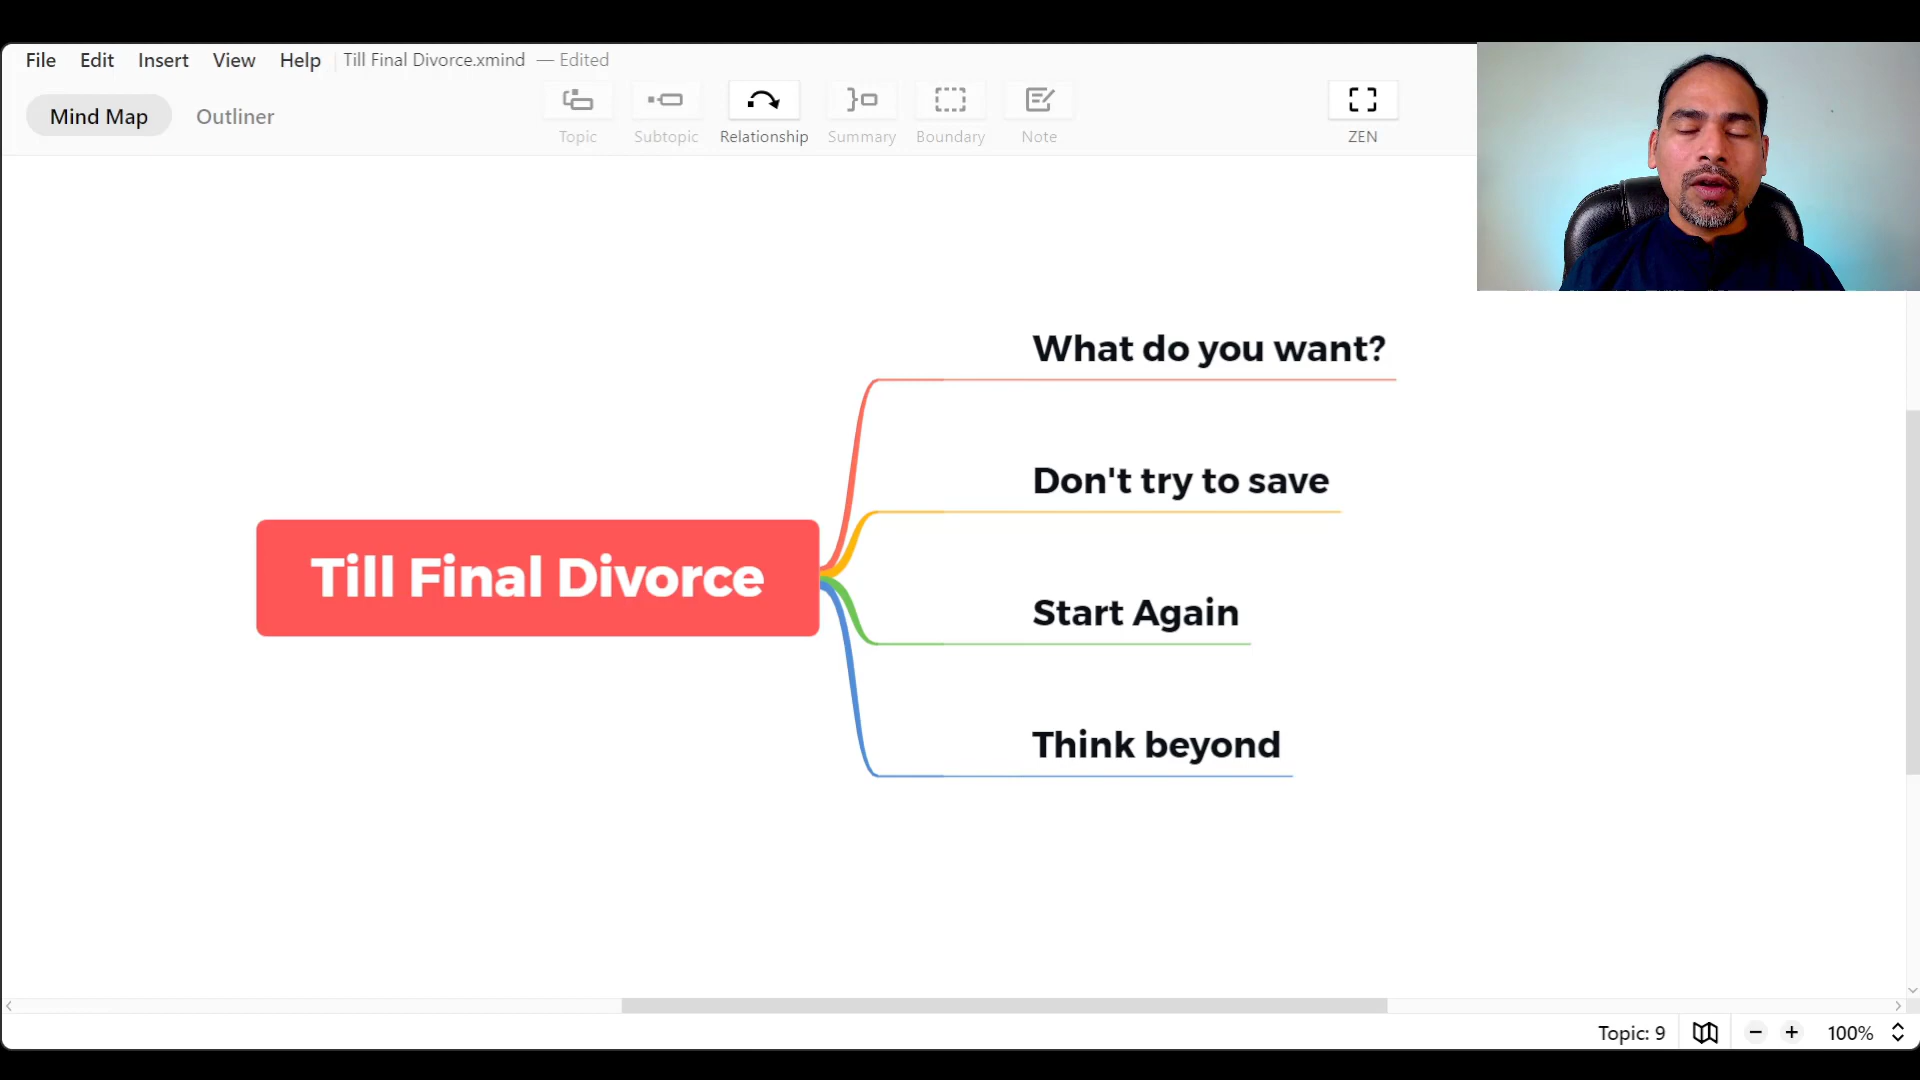 File Edit Insert View Help Till Final Divorce.xmind — Edited
Mind Map Outliner
Topic Subtopic Relationship Summary Boundary Note ZEN
What do you want?
Don't try to save
Till Final Divorce
Start Again
Think beyond
Topic: 9 100%